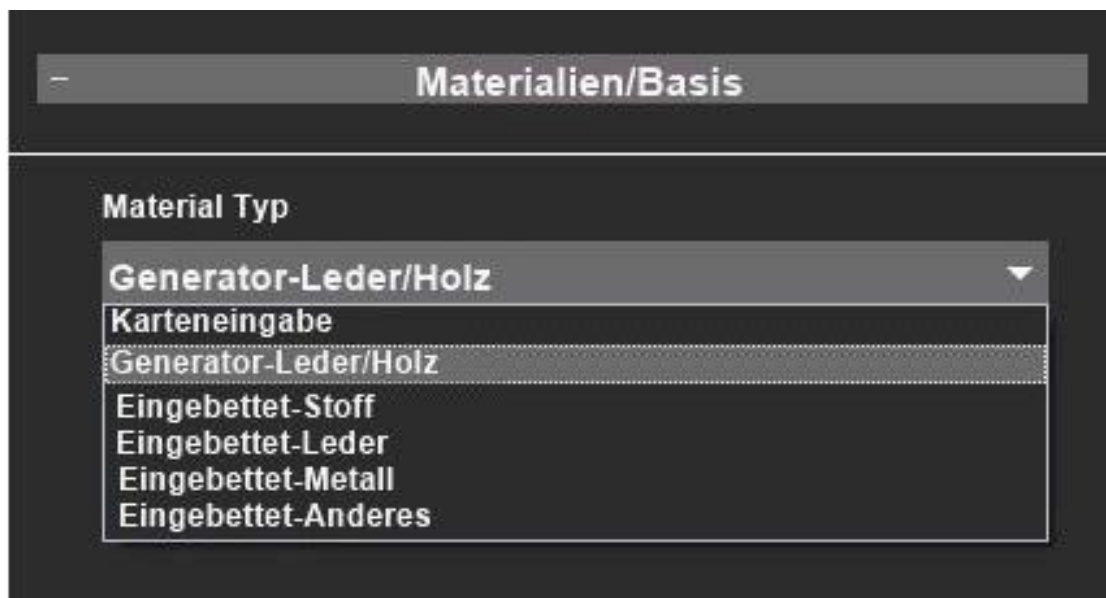 Materialien/Basis
Material Typ
Generator-Leder/Holz
Karteneingabe
Generator-Leder/Holz
Eingebettet-Stoff
Eingebettet-Leder
Eingebettet-Metall
Eingebettet-Anderes